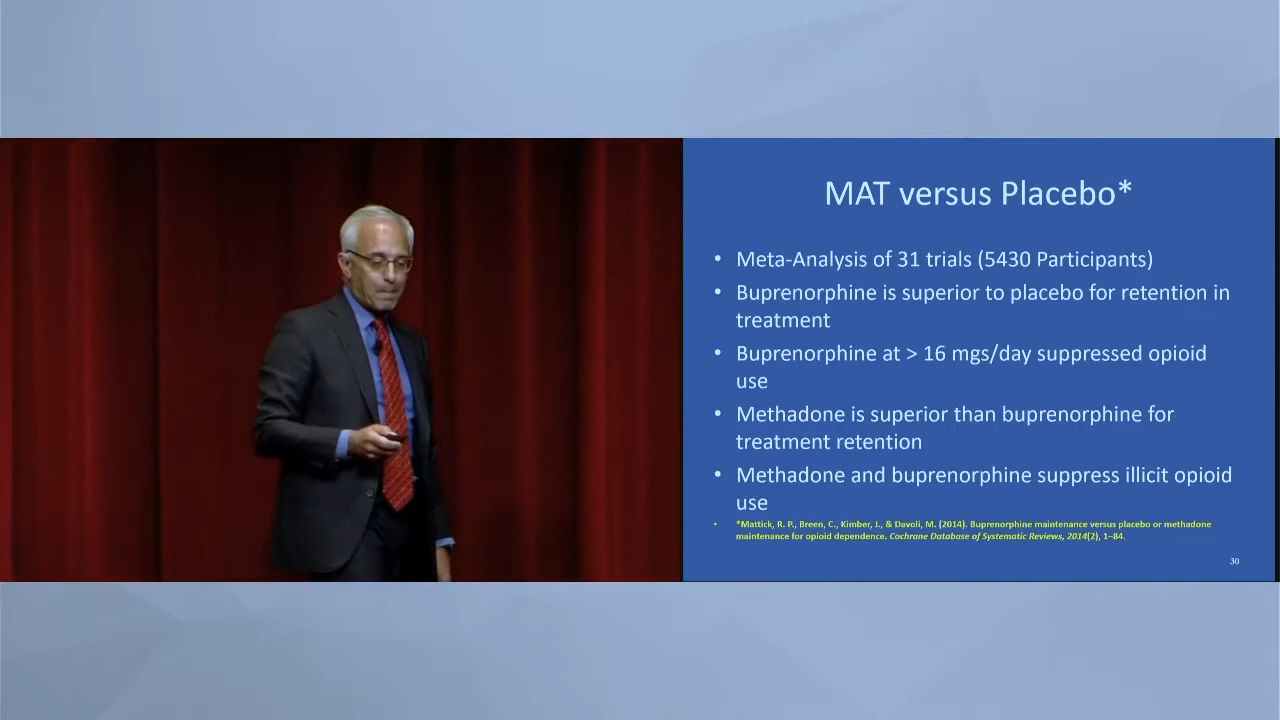 MAT versus Placebo*
• Meta-Analysis of 31 trials (5430 Participants)
• Buprenorphine is superior to placebo for retention in
treatment
• Buprenorphine at > 16 mgs/day suppressed opioid
use
• Methadone is superior than buprenorphine for
treatment retention
• Methadone and buprenorphine suppress illicit opioid
use
• *Mattick, R. P., Breen, C., Kimber, J., & Davoli, M. (2014). Buprenorphine maintenance versus placebo or methadone
maintenance for opioid dependence. Cochrane Database of Systematic Reviews, 2014(2), 1–84.
30